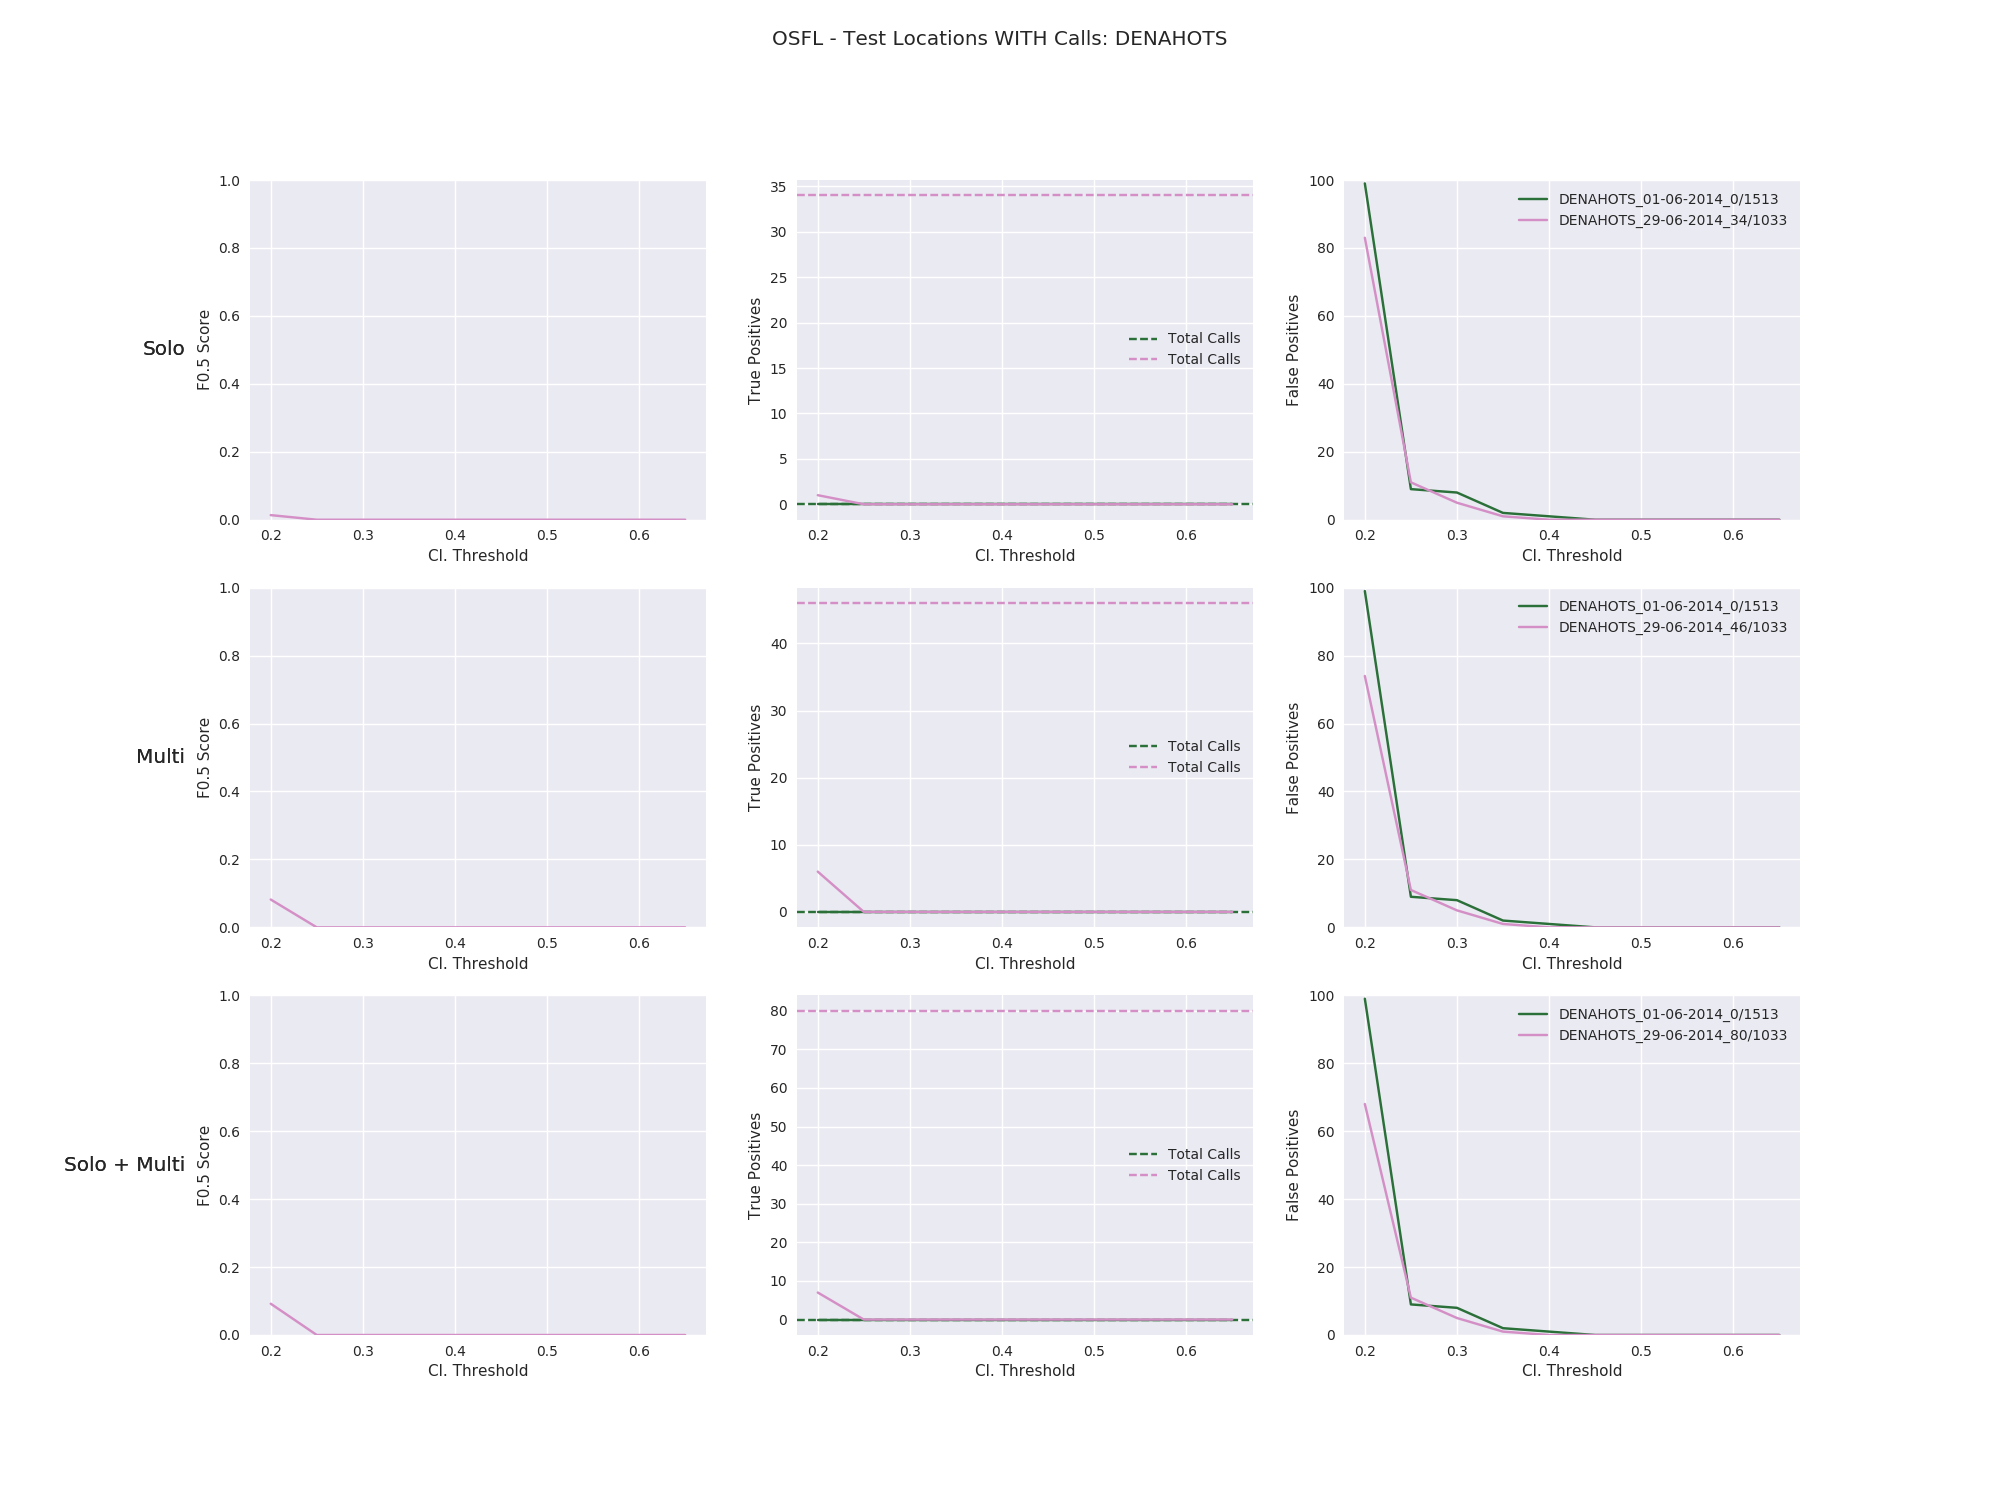 OSFL - Test Locations WITH Calls: DENAHOTS
Solo
F0.5 Score
1.0
0.8
0.6
0.4
0.2
0.0
0.2 0.3 0.4 0.5 0.6
Cl. Threshold
True Positives
35
30
25
20
15
10
5
0
Total Calls
Total Calls
0.2 0.3 0.4 0.5 0.6
Cl. Threshold
False Positives
100
80
60
40
20
0
DENAHOTS_01-06-2014_0/1513
DENAHOTS_29-06-2014_34/1033
0.2 0.3 0.4 0.5 0.6
Cl. Threshold
Multi
F0.5 Score
1.0
0.8
0.6
0.4
0.2
0.0
0.2 0.3 0.4 0.5 0.6
Cl. Threshold
True Positives
40
30
20
10
0
Total Calls
Total Calls
0.2 0.3 0.4 0.5 0.6
Cl. Threshold
False Positives
100
80
60
40
20
0
DENAHOTS_01-06-2014_0/1513
DENAHOTS_29-06-2014_46/1033
0.2 0.3 0.4 0.5 0.6
Cl. Threshold
Solo + Multi
F0.5 Score
1.0
0.8
0.6
0.4
0.2
0.0
0.2 0.3 0.4 0.5 0.6
Cl. Threshold
True Positives
80
70
60
50
40
30
20
10
0
Total Calls
Total Calls
0.2 0.3 0.4 0.5 0.6
Cl. Threshold
False Positives
100
80
60
40
20
0
DENAHOTS_01-06-2014_0/1513
DENAHOTS_29-06-2014_80/1033
0.2 0.3 0.4 0.5 0.6
Cl. Threshold